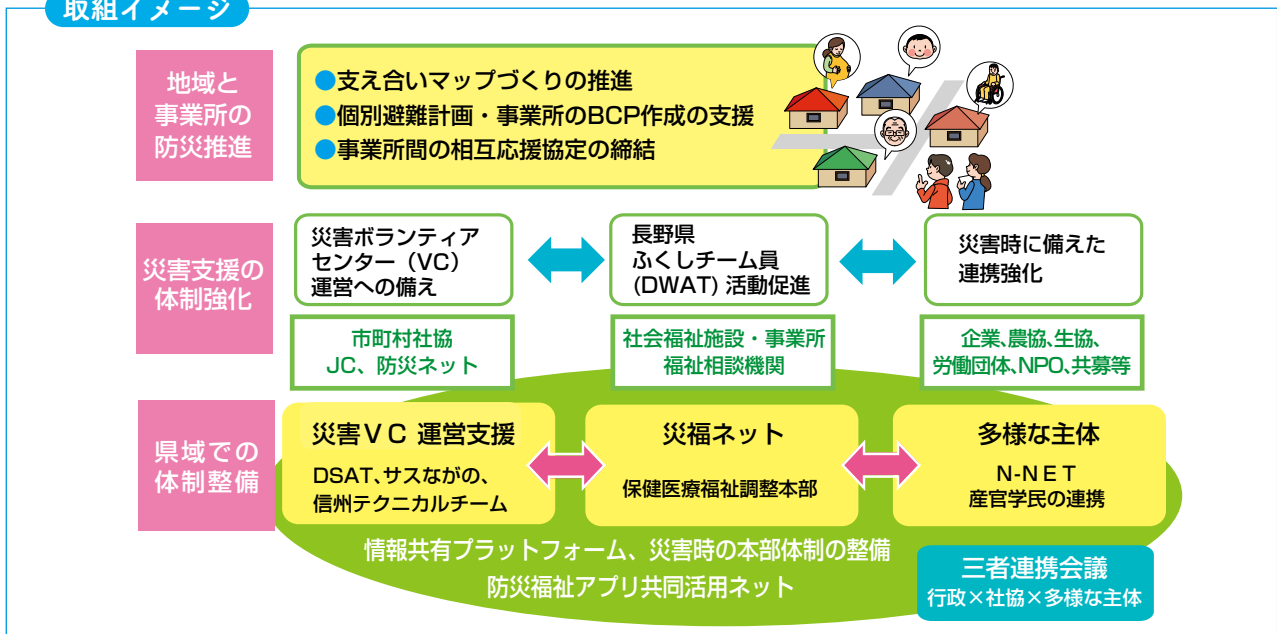 取組イメージ
地域と
事業所の
防災推進
●支え合いマップづくりの推進
●個別避難計画・事業所のBCP作成の支援
●事業所間の相互応援協定の締結
災害支援の
体制強化
災害ボランティア
センター（VC）
運営への備え
長野県
ふくしチーム員
(DWAT) 活動促進
災害時に備えた
連携強化
市町村社協
JC、防災ネット
社会福祉施設・事業所
福祉相談機関
企業、農協、生協、
労働団体、NPO、共募等
県域での
体制整備
災害ＶＣ 運営支援
DSAT、サスながの、
信州テクニカルチーム
災福ネット
保健医療福祉調整本部
多様な主体
N-NET
産官学民の連携
情報共有プラットフォーム、災害時の本部体制の整備
防災福祉アプリ共同活用ネット
三者連携会議
行政×社協×多様な主体